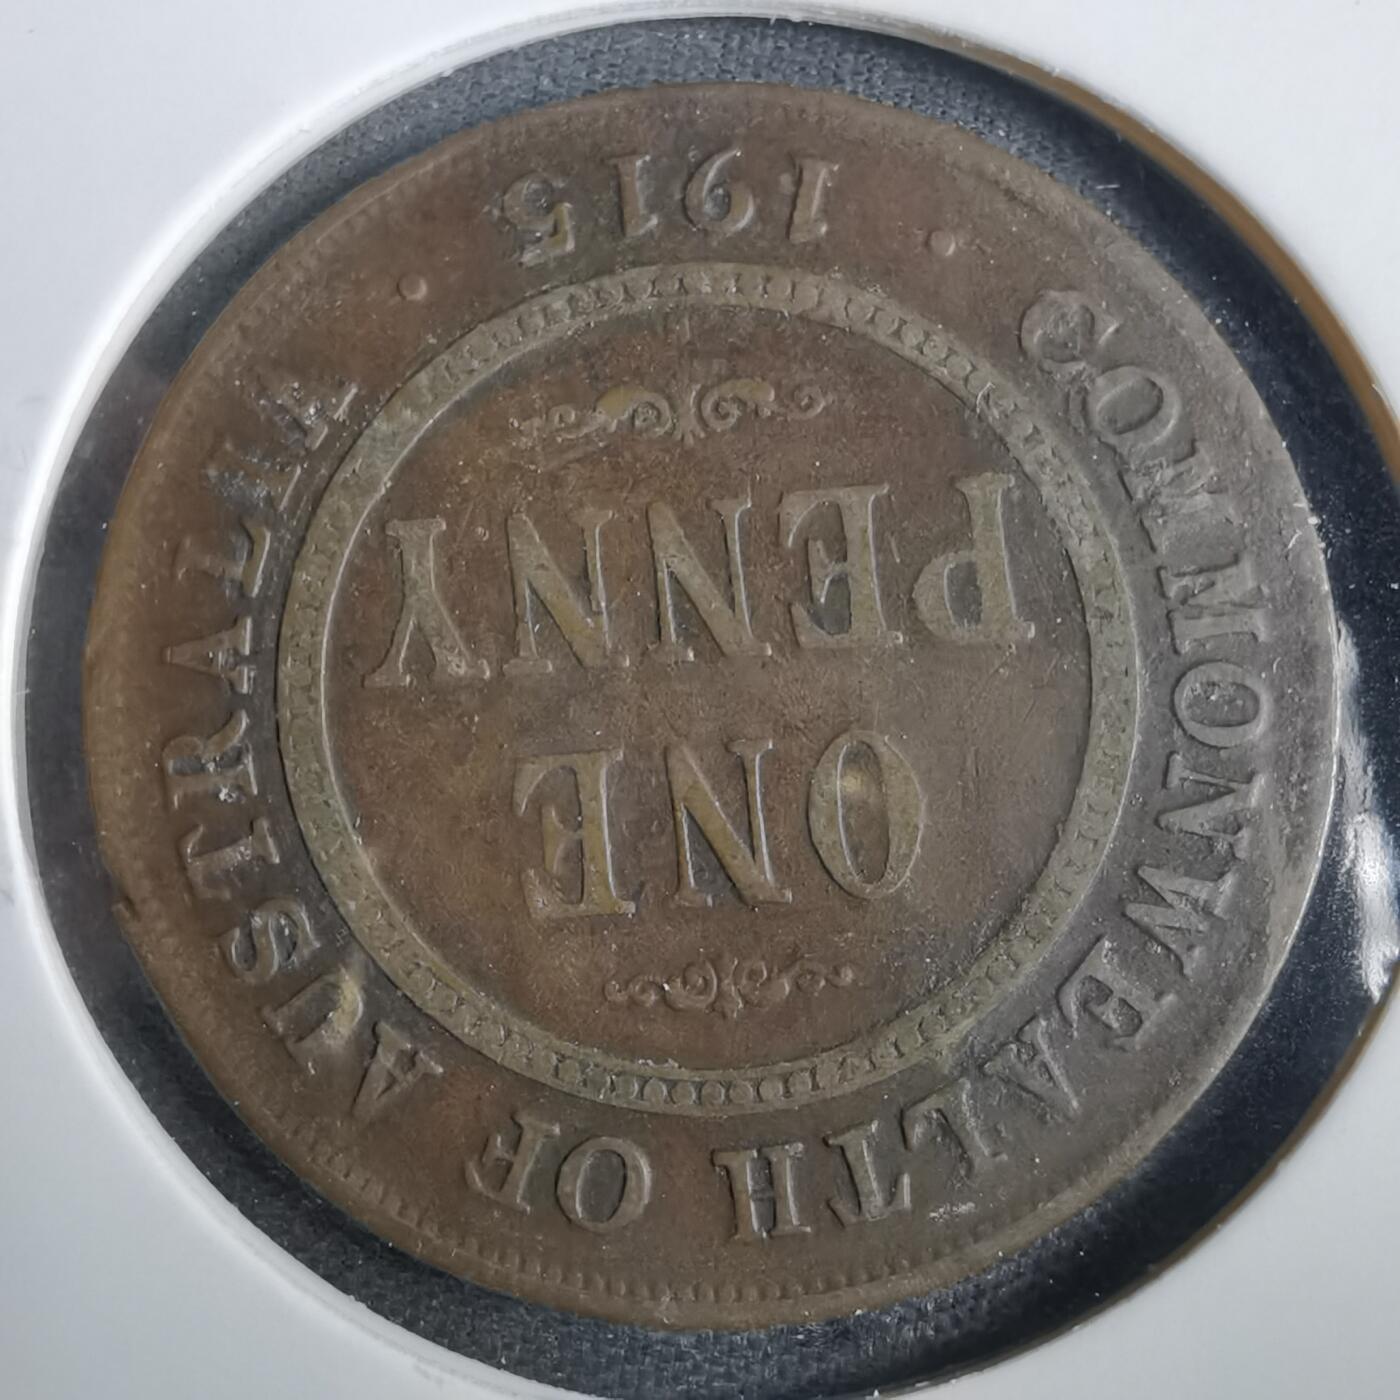 COMMONWEALTH OF AUSTRALIA
ONE
PENNY
1915